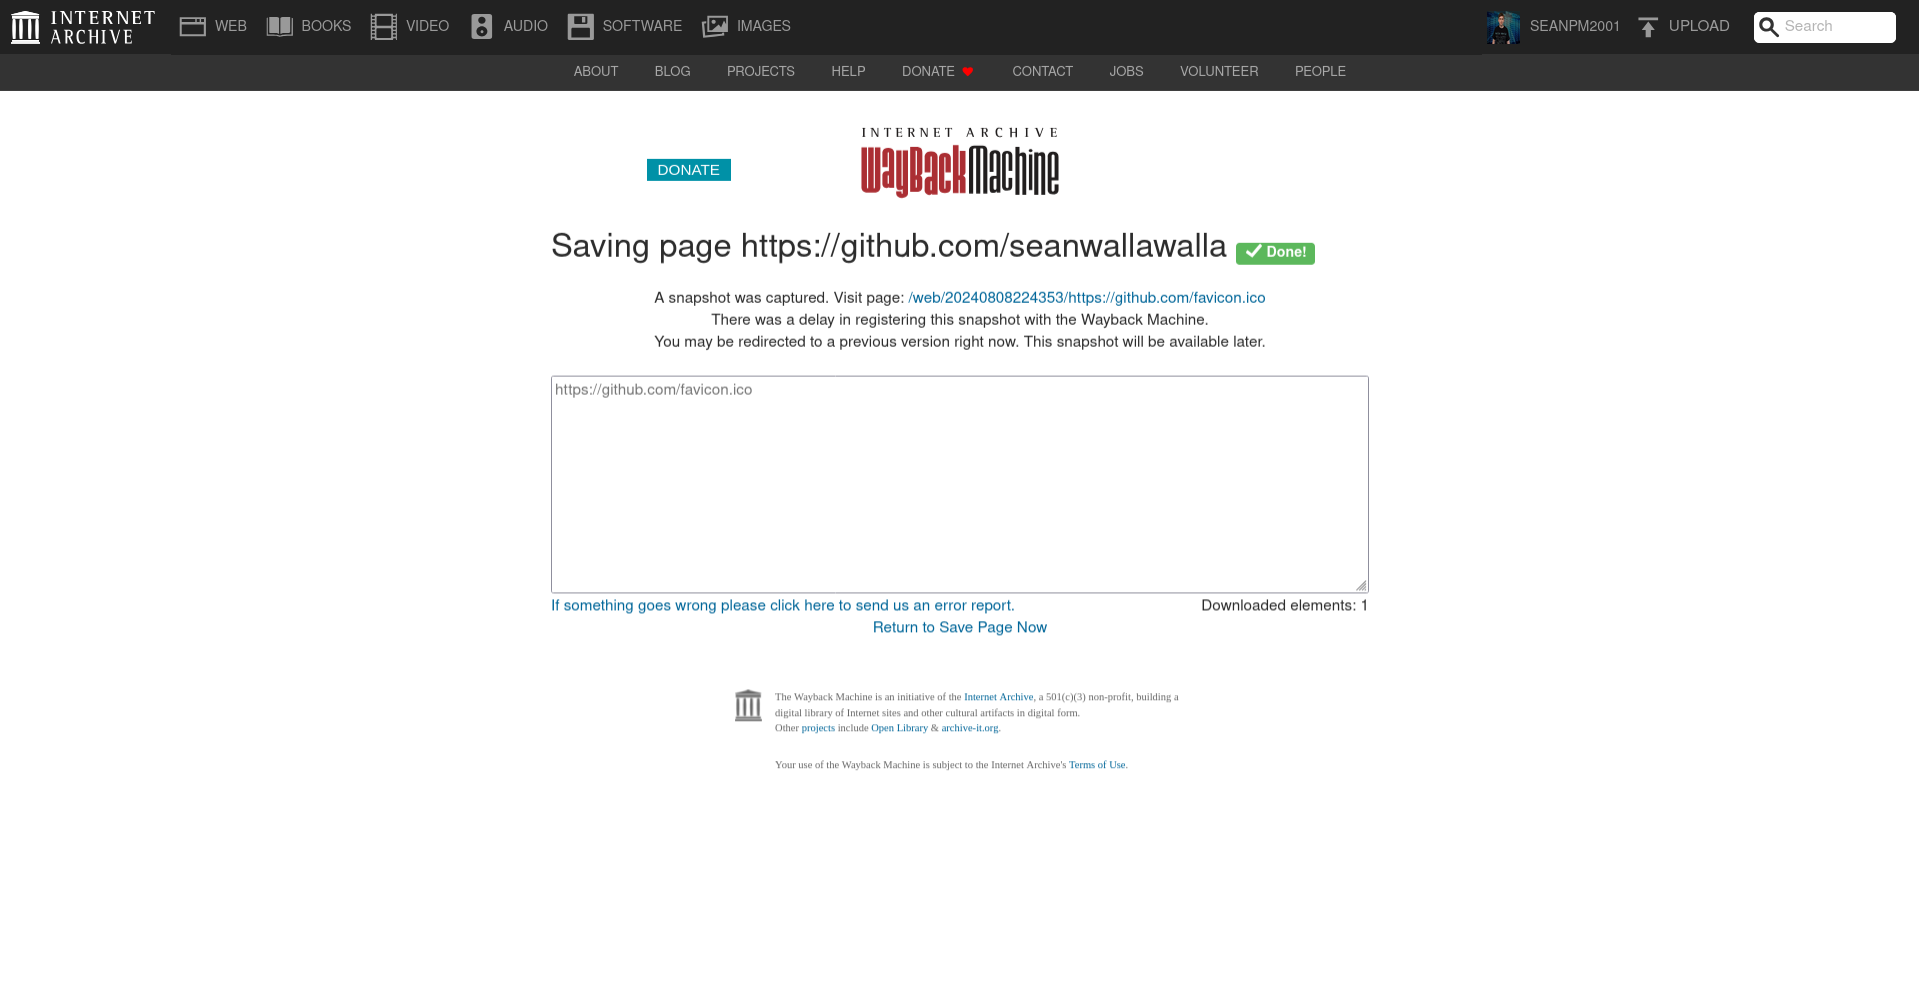 INTERNET ARCHIVE
WEB BOOKS VIDEO AUDIO SOFTWARE IMAGES SEANPM2001 UPLOAD Search
ABOUT BLOG PROJECTS HELP DONATE CONTACT JOBS VOLUNTEER PEOPLE
INTERNET ARCHIVE
WayBackMachine
DONATE
Saving page https://github.com/seanwallawalla Done!
A snapshot was captured. Visit page: /web/20240808224353/https://github.com/favicon.ico
There was a delay in registering this snapshot with the Wayback Machine.
You may be redirected to a previous version right now. This snapshot will be available later.
https://github.com/favicon.ico
If something goes wrong please click here to send us an error report. Downloaded elements: 1
Return to Save Page Now
The Wayback Machine is an initiative of the Internet Archive, a 501(c)(3) non-profit, building a
digital library of Internet sites and other cultural artifacts in digital form.
Other projects include Open Library & archive-it.org.
Your use of the Wayback Machine is subject to the Internet Archive's Terms of Use.